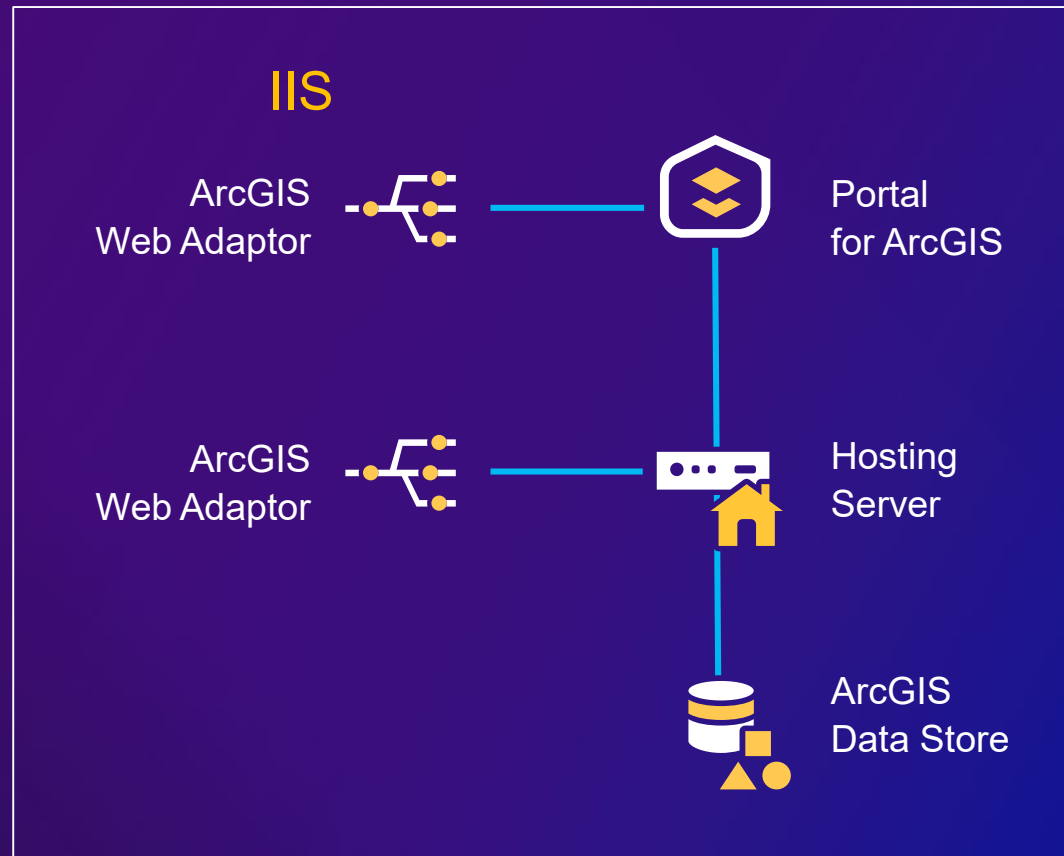 IIS
ArcGIS
Web Adaptor
Portal
for ArcGIS
ArcGIS
Web Adaptor
Hosting
Server
ArcGIS
Data Store